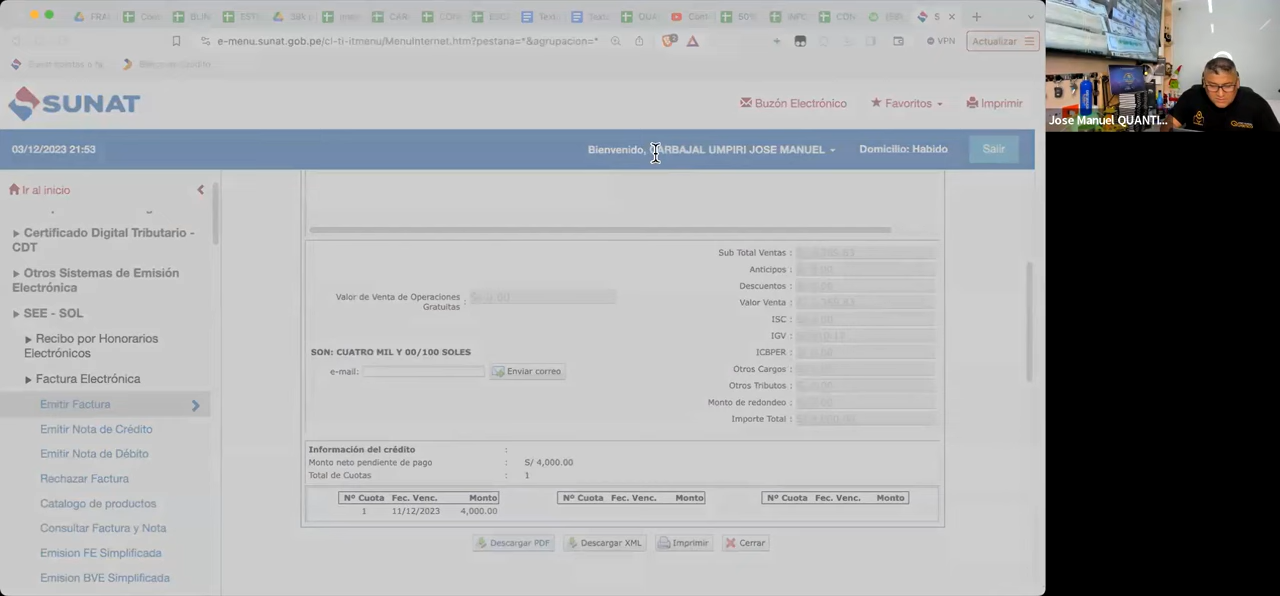 e-menu.sunat.gob.pe/cl-ti-itmenu/MenuInternet.htm?pestana=*&agrupacion=*
VPN
Actualizar
SUNAT
Buzón Electrónico
Favoritos
Imprimir
03/12/2023 21:53
Bienvenido, CARBAJAL UMPIRI JOSE MANUEL
Domicilio: Habido
Salir
Jose Manuel QUANTI...
Ir al inicio
Certificado Digital Tributario -
CDT
Otros Sistemas de Emisión
Electrónica
SEE - SOL
Recibo por Honorarios
Electrónicos
Factura Electrónica
Emitir Factura
Emitir Nota de Crédito
Emitir Nota de Débito
Rechazar Factura
Catalogo de productos
Consultar Factura y Nota
Emision FE Simplificada
Emision BVE Simplificada
Sub Total Ventas :
Anticipos :
Descuentos :
Valor Venta :
ISC :
IGV :
ICBPER :
Otros Cargos :
Otros Tributos :
Monto de redondeo :
Importe Total :
Valor de Venta de Operaciones
Gratuitas :
SON: CUATRO MIL Y 00/100 SOLES
e-mail:
Enviar correo
Información del crédito :
Monto neto pendiente de pago : S/ 4,000.00
Total de Cuotas : 1
Nº Cuota Fec. Venc. Monto Nº Cuota Fec. Venc. Monto Nº Cuota Fec. Venc. Monto
1 11/12/2023 4,000.00
Descargar PDF
Descargar XML
Imprimir
Cerrar